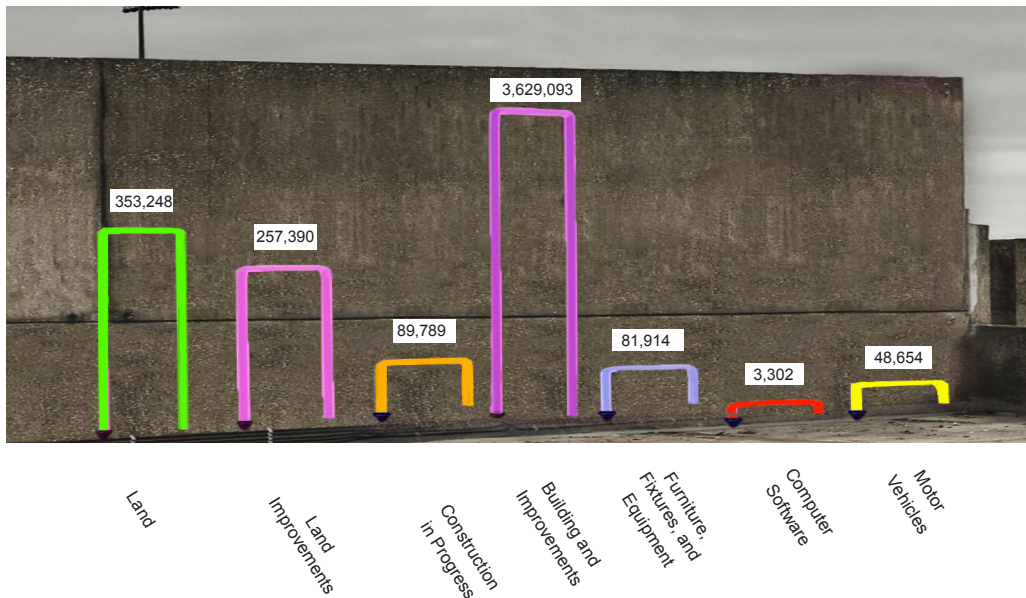 3,629,093
353,248
257,390
89,789
81,914
3,302
48,654
Land
Land
Improvements
Construction
in Progress
Building and
Improvements
Furniture,
Fixtures, and
Equipment
Computer
Software
Motor
Vehicles